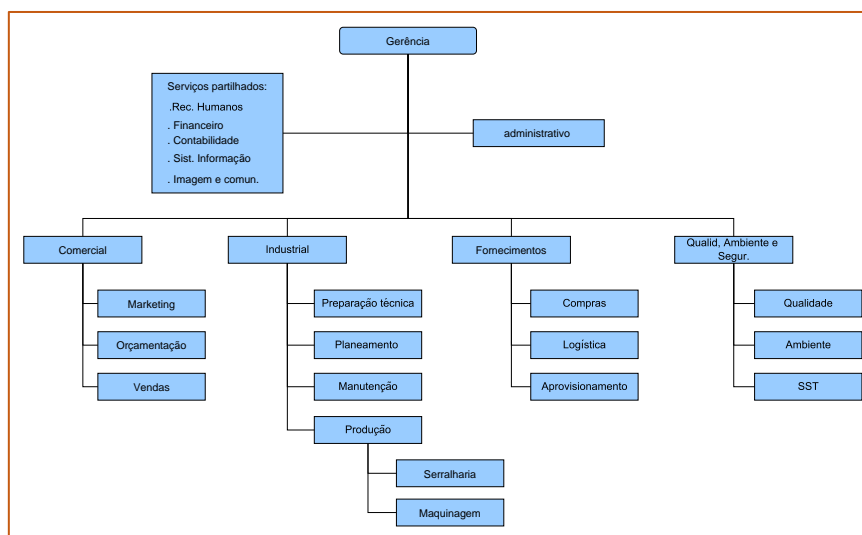 Gerência
Serviços partilhados:
.Rec. Humanos
. Financeiro
. Contabilidade
. Sist. Informação
. Imagem e comun.
administrativo
Comercial
Industrial
Fornecimentos
Qualid, Ambiente e
Segur.
Marketing
Orçamentação
Vendas
Preparação técnica
Planeamento
Manutenção
Produção
Serralharia
Maquinagem
Compras
Logística
Aprovisionamento
Qualidade
Ambiente
SST